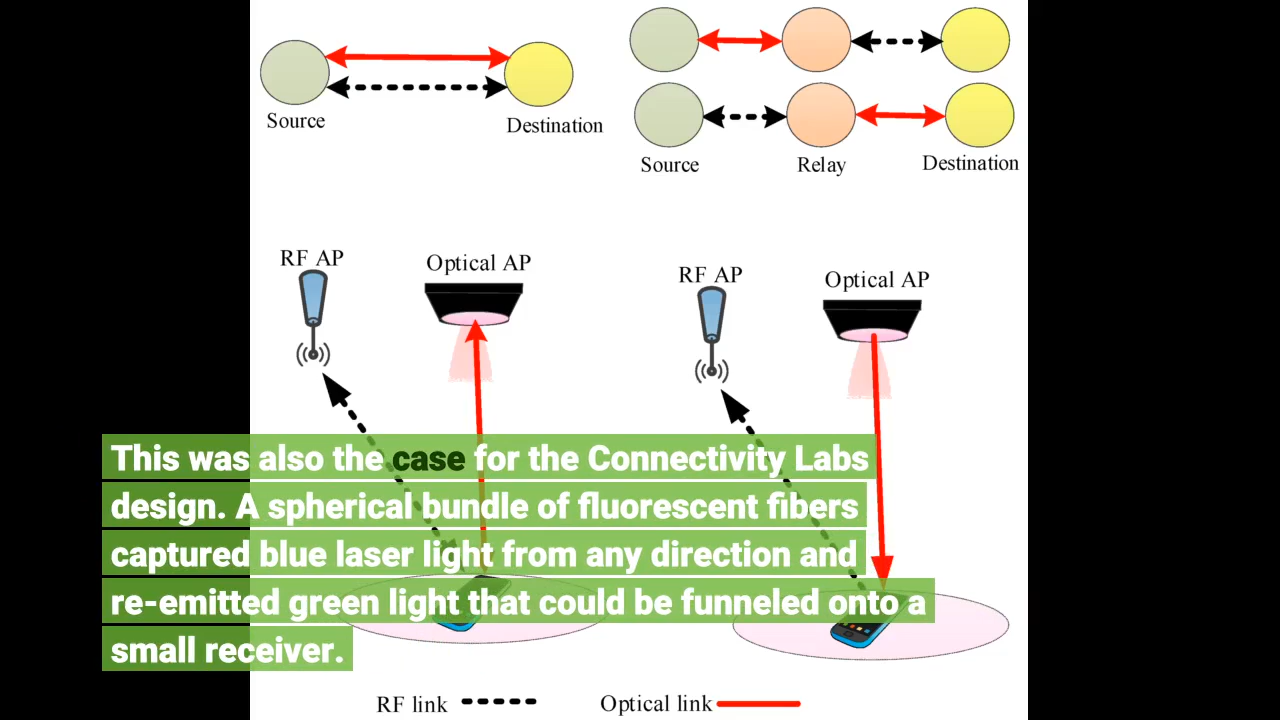 Source
Destination
Source
Relay
Destination
RF AP
Optical AP
RF AP
Optical AP
This was also the case for the Connectivity Labs
design. A spherical bundle of fluorescent fibers
captured blue laser light from any direction and
re-emitted green light that could be funneled onto a
small receiver.
RF link
Optical link